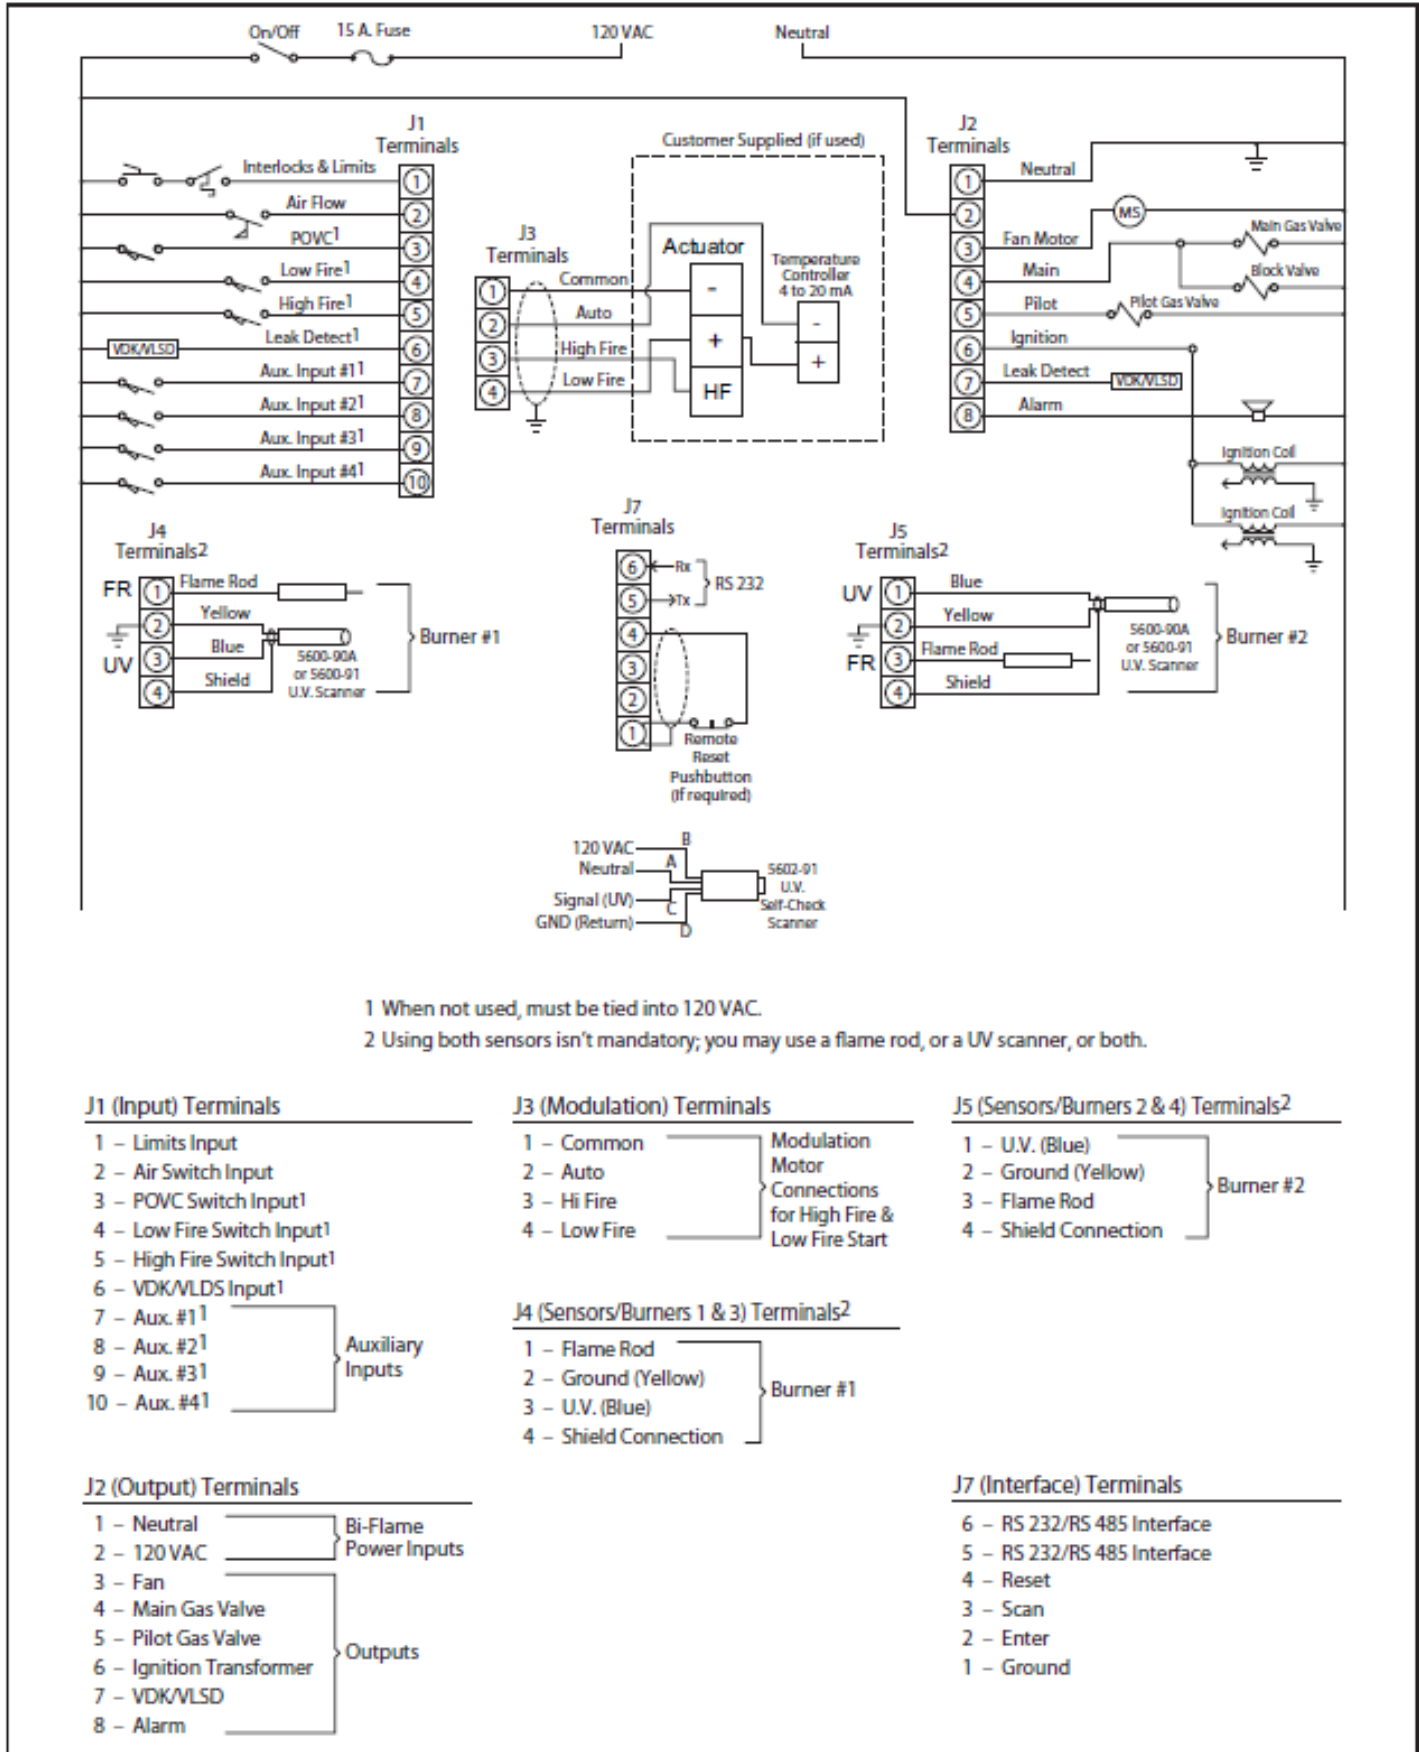 On/Off
15 A. Fuse
120 VAC
Neutral
J1
Terminals
Interlocks & Limits
1
Air Flow
2
POVC1
3
Low Fire1
4
High Fire1
5
Leak Detect1
VDK/VLSD
6
Aux. Input #11
7
Aux. Input #21
8
Aux. Input #31
9
Aux. Input #41
10
J3
Terminals
1
Common
2
Auto
3
High Fire
4
Low Fire
Customer Supplied (if used)
Actuator
-
+
HF
Temperature
Controller
4 to 20 mA
-
+
J2
Terminals
1
Neutral
2
3
Fan Motor
MS
4
Main
Main Gas Valve
Block Valve
5
Pilot
Pilot Gas Valve
6
Ignition
7
Leak Detect
VDK/VLSD
8
Alarm
Ignition Coil
Ignition Coil
J4
Terminals2
FR
1
Flame Rod
2
Yellow
UV
3
Blue
4
Shield
5600-90A
or 5600-91
U.V. Scanner
Burner #1
J7
Terminals
6
Rx
5
Tx
RS 232
4
3
2
1
Remote
Reset
Pushbutton
(if required)
J5
Terminals2
UV
1
Blue
2
Yellow
FR
3
Flame Rod
4
Shield
5600-90A
or 5600-91
U.V. Scanner
Burner #2
120 VAC
B
Neutral
A
Signal (UV)
C
GND (Return)
D
5602-91
U.V.
Self-Check
Scanner
1 When not used, must be tied into 120 VAC.
2 Using both sensors isn't mandatory; you may use a flame rod, or a UV scanner, or both.
J1 (Input) Terminals
1 – Limits Input
2 – Air Switch Input
3 – POVC Switch Input1
4 – Low Fire Switch Input1
5 – High Fire Switch Input1
6 – VDK/VLDS Input1
7 – Aux. #11
8 – Aux. #21
9 – Aux. #31
10 – Aux. #41
Auxiliary
Inputs
J2 (Output) Terminals
1 – Neutral
2 – 120 VAC
Bi-Flame
Power Inputs
3 – Fan
4 – Main Gas Valve
5 – Pilot Gas Valve
6 – Ignition Transformer
7 – VDK/VLSD
8 – Alarm
Outputs
J3 (Modulation) Terminals
1 – Common
2 – Auto
3 – Hi Fire
4 – Low Fire
Modulation
Motor
Connections
for High Fire &
Low Fire Start
J4 (Sensors/Burners 1 & 3) Terminals2
1 – Flame Rod
2 – Ground (Yellow)
3 – U.V. (Blue)
4 – Shield Connection
Burner #1
J5 (Sensors/Burners 2 & 4) Terminals2
1 – U.V. (Blue)
2 – Ground (Yellow)
3 – Flame Rod
4 – Shield Connection
Burner #2
J7 (Interface) Terminals
6 – RS 232/RS 485 Interface
5 – RS 232/RS 485 Interface
4 – Reset
3 – Scan
2 – Enter
1 – Ground